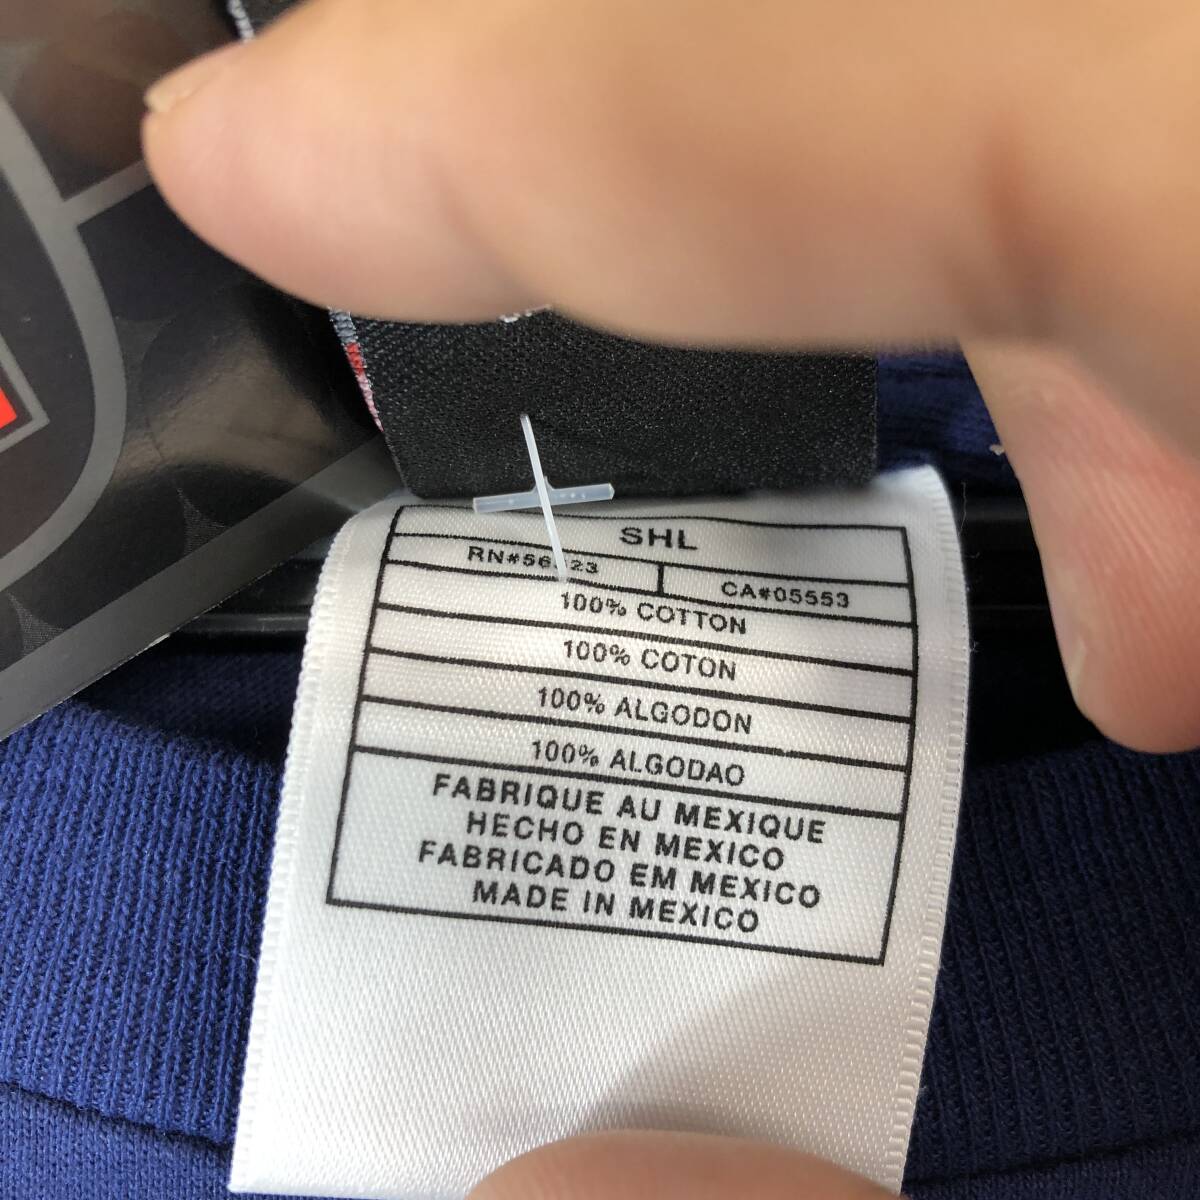 SHL
CA#05553
100% COTTON
100% COTON
100% ALGODON
100% ALGODAO
FABRIQUE AU MEXIQUE
HECHO EN MEXICO
FABRICADO EM MEXICO
MADE IN MEXICO